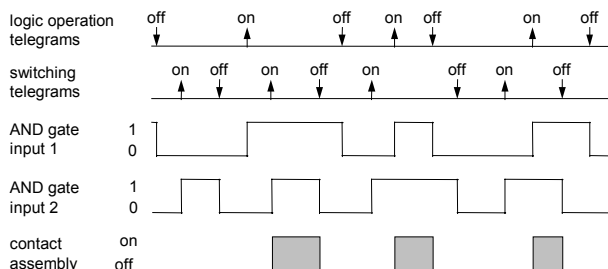 logic operation off on off on off on off
telegrams
switching on off on off on off on off
telegrams
AND gate 1
input 1 0
AND gate 1
input 2 0
contact on
assembly off